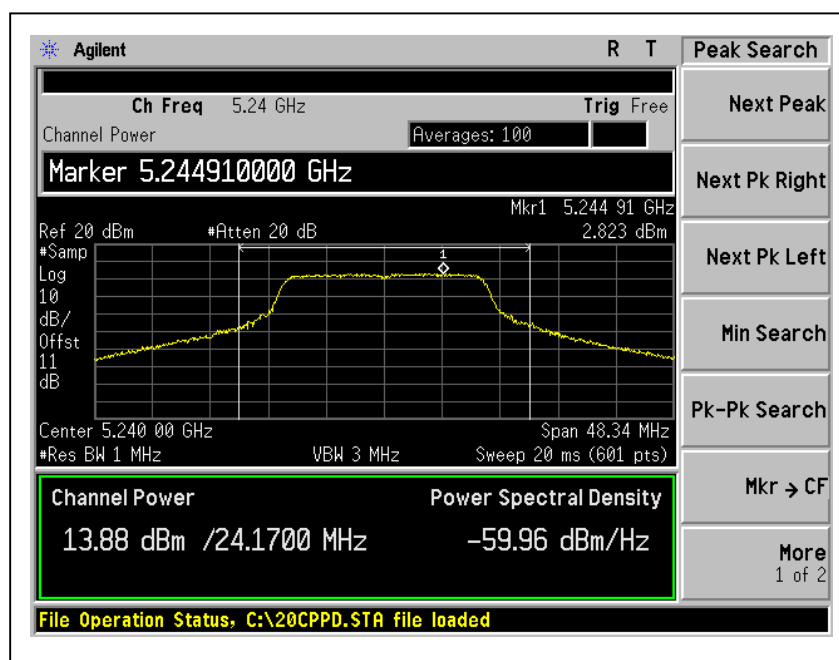 Agilent R T Peak Search
Ch Freq 5.24 GHz Trig Free
Channel Power Averages: 100
Marker 5.244910000 GHz
Mkr1 5.244 91 GHz
Ref 20 dBm #Atten 20 dB 2.823 dBm
#Samp
Log
10
dB/
Offst
11
dB
1
Center 5.240 00 GHz Span 48.34 MHz
#Res BW 1 MHz VBW 3 MHz Sweep 20 ms (601 pts)
Channel Power Power Spectral Density
13.88 dBm /24.1700 MHz -59.96 dBm/Hz
File Operation Status, C:\20CPPD.STA file loaded
Next Peak
Next Pk Right
Next Pk Left
Min Search
Pk-Pk Search
Mkr → CF
More
1 of 2